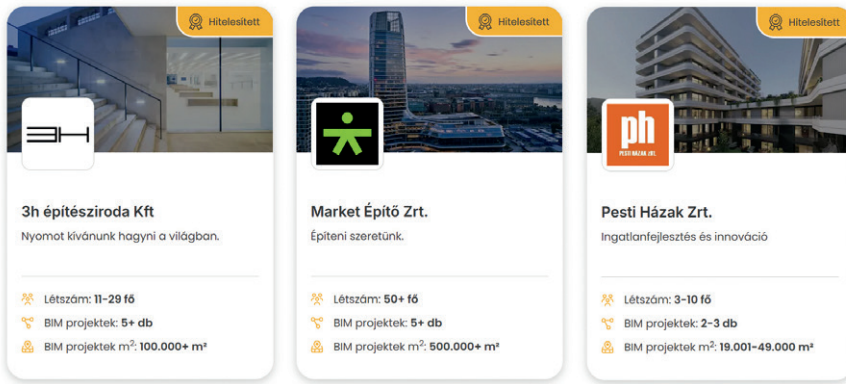 Hitelesített
3H
3h építésziroda Kft
Nyomot kívánunk hagyni a világban.
Létszám: 11-29 fő
BIM projektek: 5+ db
BIM projektek m²: 100.000+ m²
Hitelesített
Market Építő Zrt.
Építeni szeretünk.
Létszám: 50+ fő
BIM projektek: 5+ db
BIM projektek m²: 500.000+ m²
Hitelesített
ph
PESTI HÁZAK ZRT.
Pesti Házak Zrt.
Ingatlanfejlesztés és innováció
Létszám: 3-10 fő
BIM projektek: 2-3 db
BIM projektek m²: 19.001-49.000 m²